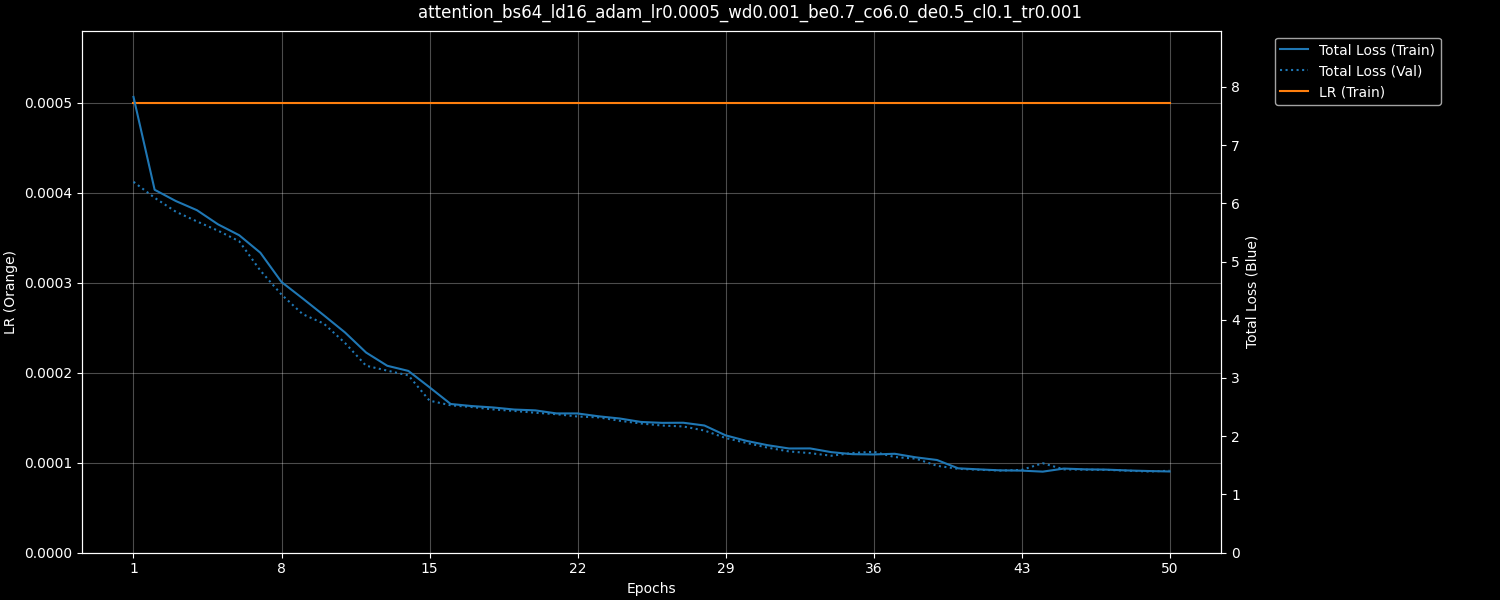 attention_bs64_ld16_adam_lr0.0005_wd0.001_be0.7_co6.0_de0.5_cl0.1_tr0.001
Total Loss (Train)
Total Loss (Val)
LR (Train)
LR (Orange)
0.0005
0.0004
0.0003
0.0002
0.0001
0.0000
8
7
6
5
4
3
2
1
0
Total Loss (Blue)
1 8 15 22 29 36 43 50
Epochs